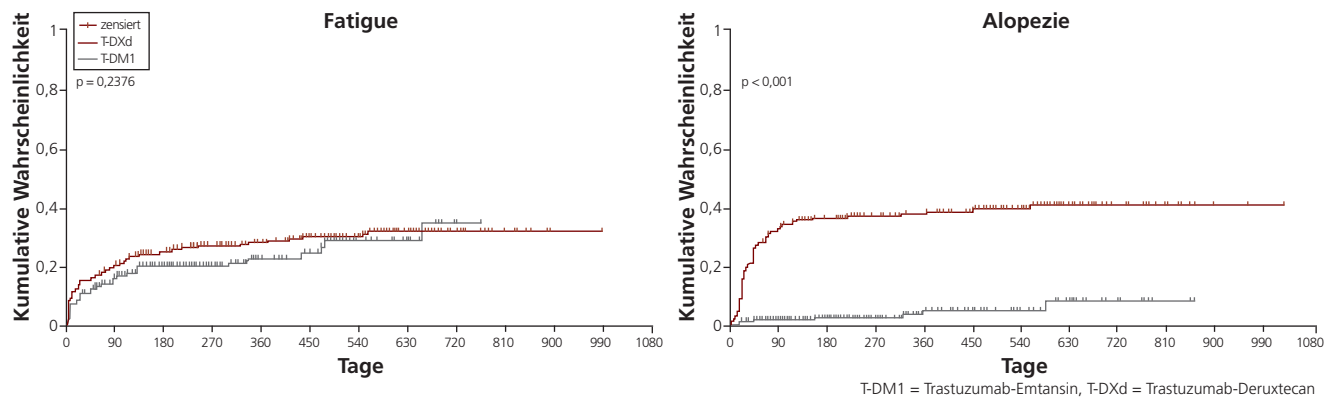 Fatigue
Kumulative Wahrscheinlichkeit
zensiert
T-DXd
T-DM1
p = 0,2376
1
0,8
0,6
0,4
0,2
0
0 90 180 270 360 450 540 630 720 810 900 990 1080
Tage
Alopezie
Kumulative Wahrscheinlichkeit
p < 0,001
1
0,8
0,6
0,4
0,2
0
0 90 180 270 360 450 540 630 720 810 900 990 1080
Tage
T-DM1 = Trastuzumab-Emtansin, T-DXd = Trastuzumab-Deruxtecan